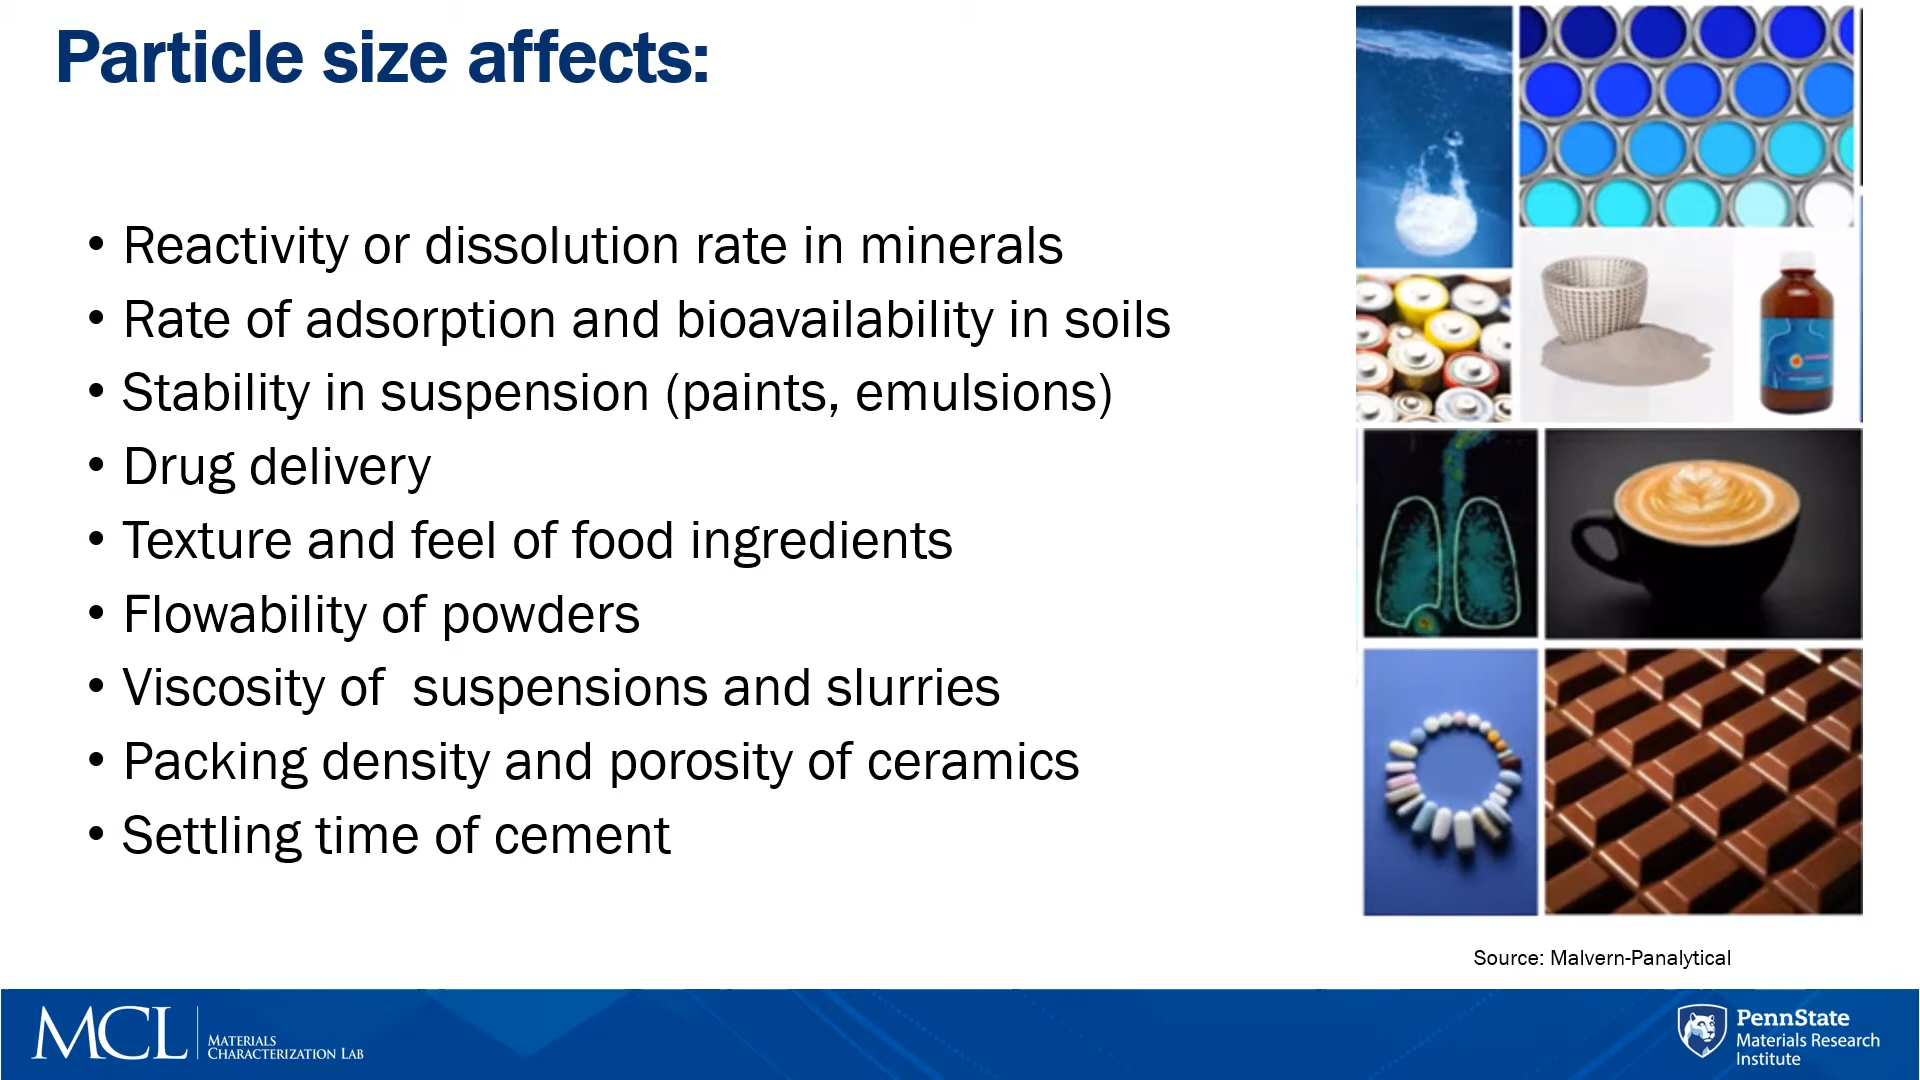 Particle size affects:
• Reactivity or dissolution rate in minerals
• Rate of adsorption and bioavailability in soils
• Stability in suspension (paints, emulsions)
• Drug delivery
• Texture and feel of food ingredients
• Flowability of powders
• Viscosity of  suspensions and slurries
• Packing density and porosity of ceramics
• Settling time of cement
Source: Malvern-Panalytical
MCL
MATERIALS
CHARACTERIZATION LAB
PennState
Materials Research
Institute